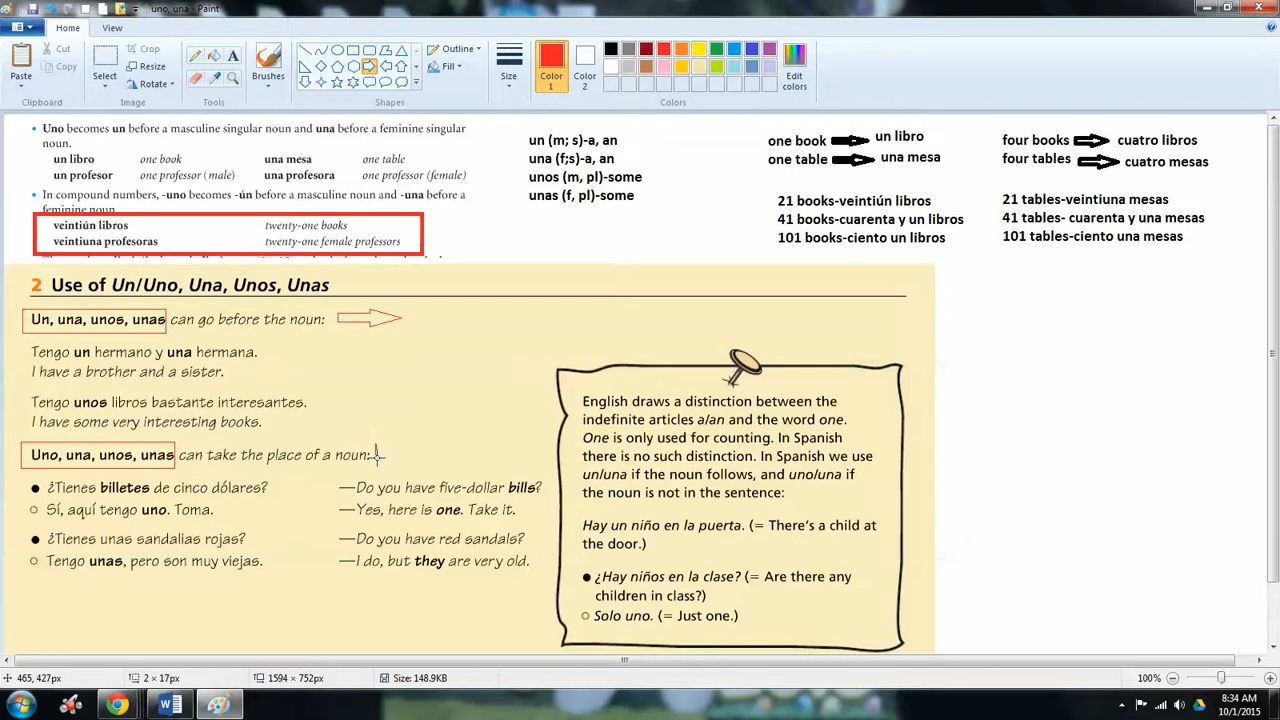 uno, una - Paint
Home View
Paste
Cut
Copy
Clipboard
Select
Crop
Resize
Rotate
Image
A
Tools
Brushes
Outline
Fill
Shapes
Size
Color 1
Color 2
Edit colors
Colors
• Uno becomes un before a masculine singular noun and una before a feminine singular
noun.
un libro one book una mesa one table
un profesor one professor (male) una profesora one professor (female)
• In compound numbers, -uno becomes -ún before a masculine noun and -una before a
feminine noun
veintiún libros twenty-one books
veintiuna profesoras twenty-one female professors
un (m; s)-a, an
una (f;s)-a, an
unos (m, pl)-some
unas (f, pl)-some
one book un libro
one table una mesa
21 books-veintiún libros
41 books-cuarenta y un libros
101 books-ciento un libros
four books cuatro libros
four tables cuatro mesas
21 tables-veintiuna mesas
41 tables- cuarenta y una mesas
101 tables-ciento una mesas
2 Use of Un/Uno, Una, Unos, Unas
Un, una, unos, unas can go before the noun:
Tengo un hermano y una hermana.
I have a brother and a sister.
Tengo unos libros bastante interesantes.
I have some very interesting books.
Uno, una, unos, unas can take the place of a noun:
● ¿Tienes billetes de cinco dólares? —Do you have five-dollar bills?
○ Sí, aquí tengo uno. Toma. —Yes, here is one. Take it.
● ¿Tienes unas sandalias rojas? —Do you have red sandals?
○ Tengo unas, pero son muy viejas. —I do, but they are very old.
English draws a distinction between the
indefinite articles a/an and the word one.
One is only used for counting. In Spanish
there is no such distinction. In Spanish we use
un/una if the noun follows, and uno/una if
the noun is not in the sentence:
Hay un niño en la puerta. (= There's a child at
the door.)
● ¿Hay niños en la clase? (= Are there any
children in class?)
○ Solo uno. (= Just one.)
465, 427px
2 × 17px
1594 × 752px
Size: 148.9KB
100%
8:34 AM
10/1/2015